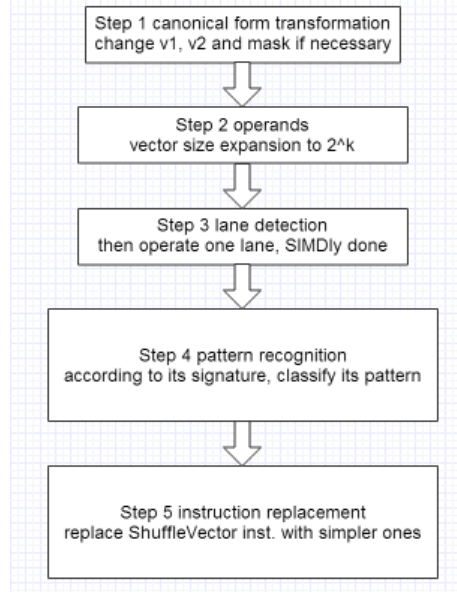 Step 1 canonical form transformation
change v1, v2 and mask if necessary
Step 2 operands
vector size expansion to 2^k
Step 3 lane detection
then operate one lane, SIMDly done
Step 4 pattern recognition
according to its signature, classify its pattern
Step 5 instruction replacement
replace ShuffleVector inst. with simpler ones